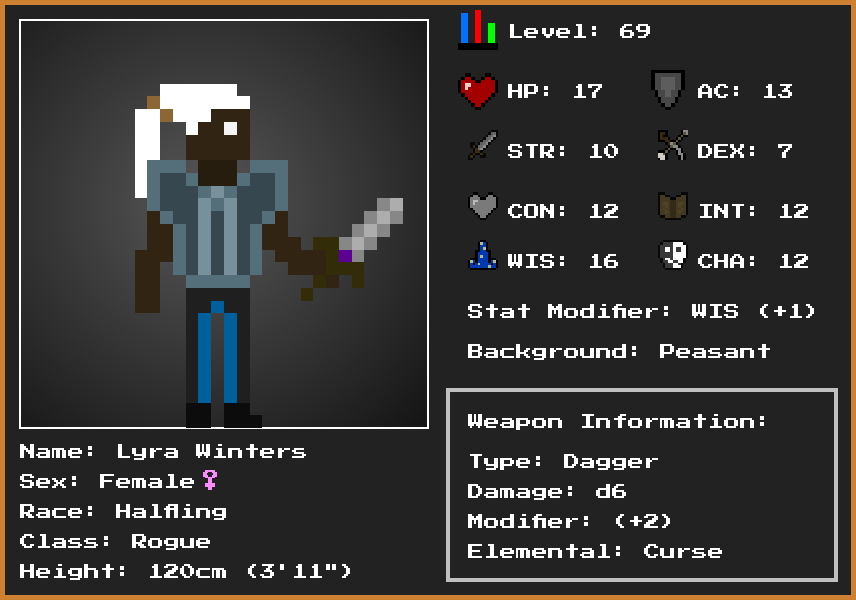 Level: 69
HP: 17 AC: 13
STR: 10 DEX: 7
CON: 12 INT: 12
WIS: 16 CHA: 12
Stat Modifier: WIS (+1)
Background: Peasant
Weapon Information:
Type: Dagger
Damage: d6
Modifier: (+2)
Elemental: Curse
Name: Lyra Winters
Sex: Female♀
Race: Halfling
Class: Rogue
Height: 120cm (3'11")